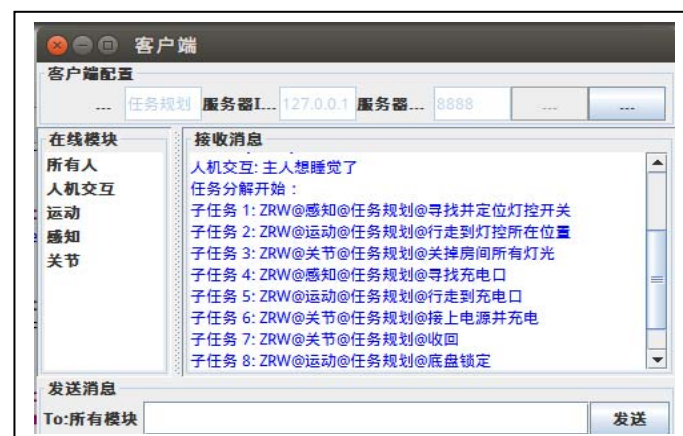 客户端
客户端配置
... 任务规划 服务器I... 127.0.0.1 服务器... 8888 ... ...
在线模块
所有人
人机交互
运动
感知
关节
接收消息
人机交互: 主人想睡觉了
任务分解开始：
子任务 1: ZRW@感知@任务规划@寻找并定位灯控开关
子任务 2: ZRW@运动@任务规划@行走到灯控所在位置
子任务 3: ZRW@关节@任务规划@关掉房间所有灯光
子任务 4: ZRW@感知@任务规划@寻找充电口
子任务 5: ZRW@运动@任务规划@行走到充电口
子任务 6: ZRW@关节@任务规划@接上电源并充电
子任务 7: ZRW@关节@任务规划@收回
子任务 8: ZRW@运动@任务规划@底盘锁定
发送消息
To:所有模块 发送